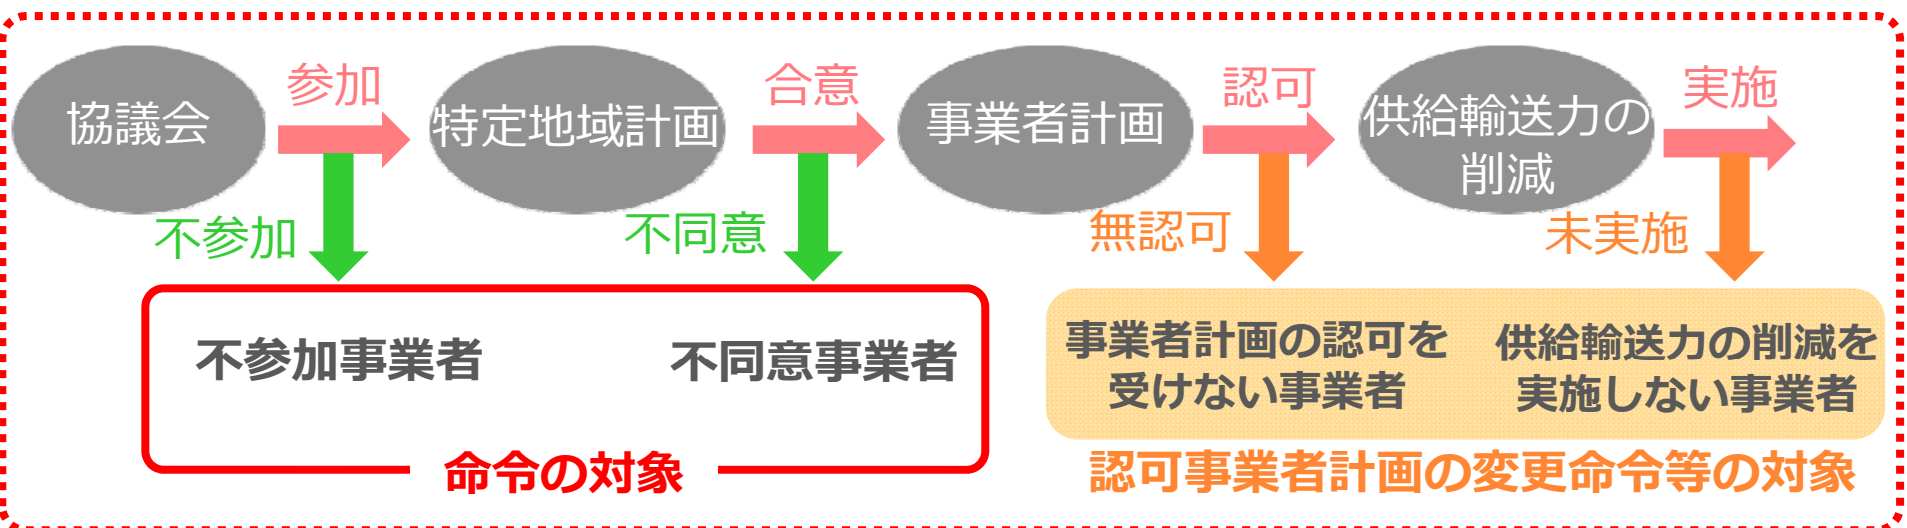 参加
合意
認可
実施
協議会
特定地域計画
事業者計画
供給輸送力の
削減
不参加
不同意
無認可
未実施
不参加事業者
不同意事業者
事業者計画の認可を
受けない事業者
供給輸送力の削減を
実施しない事業者
命令の対象
認可事業者計画の変更命令等の対象